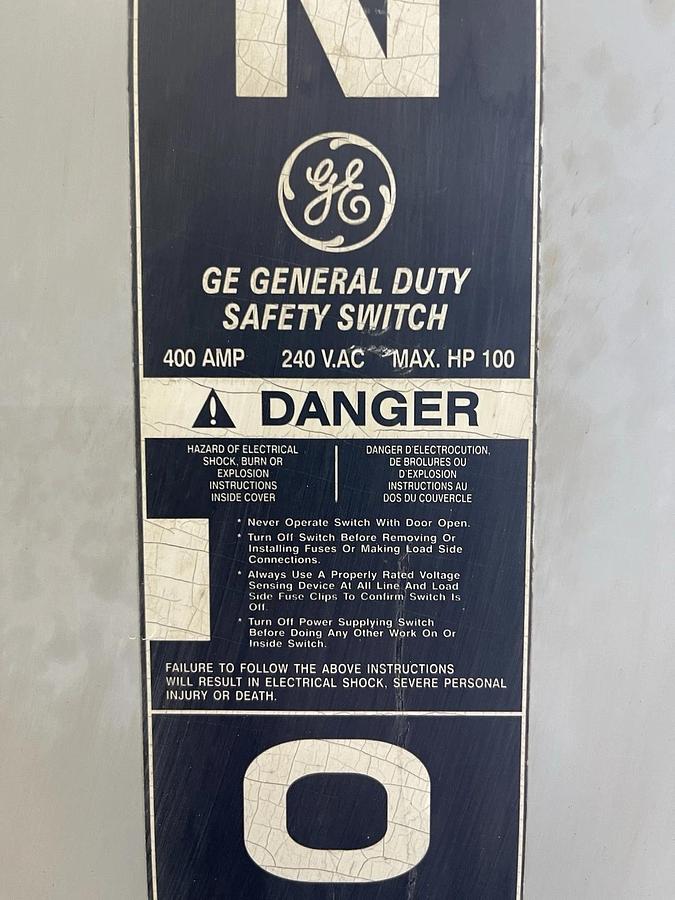 N
GE
GE GENERAL DUTY
SAFETY SWITCH
400 AMP 240 V.AC MAX. HP 100
DANGER
HAZARD OF ELECTRICAL
SHOCK, BURN OR
EXPLOSION
INSTRUCTIONS
INSIDE COVER
DANGER D'ELECTROCUTION,
DE BROLURES OU
D'EXPLOSION
INSTRUCTIONS AU
DOS DU COUVERCLE
* Never Operate Switch With Door Open.
* Turn Off Switch Before Removing Or
Installing Fuses Or Making Load Side
Connections.
* Always Use A Properly Rated Voltage
Sensing Device At All Line And Load
Side Fuse Clips To Confirm Switch Is
Off.
* Turn Off Power Supplying Switch
Before Doing Any Other Work On Or
Inside Switch.
FAILURE TO FOLLOW THE ABOVE INSTRUCTIONS
WILL RESULT IN ELECTRICAL SHOCK, SEVERE PERSONAL
INJURY OR DEATH.
O